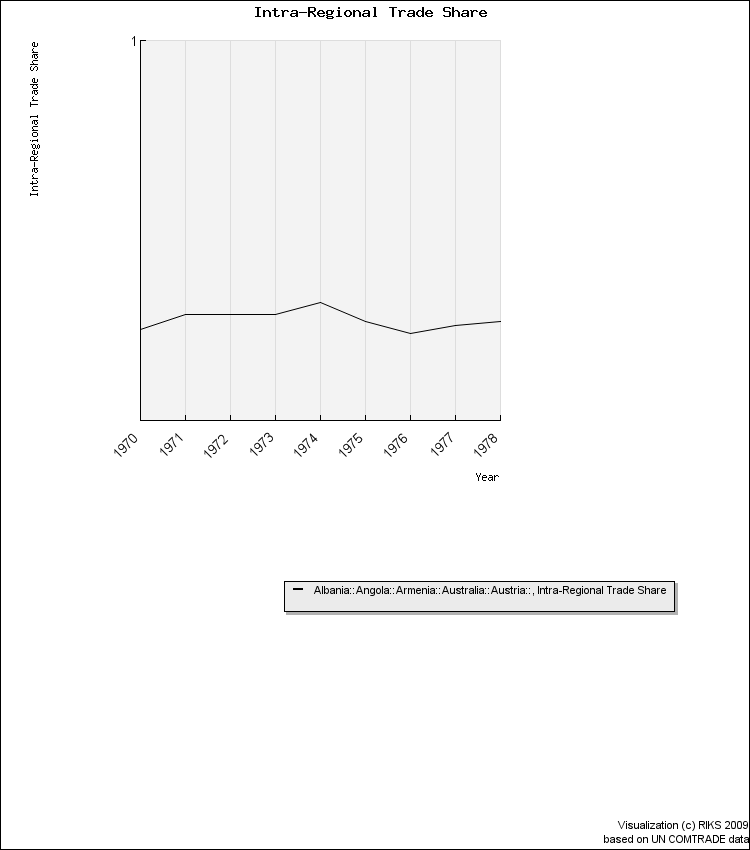 Intra-Regional Trade Share
Intra-Regional Trade Share
1
1970 1971 1972 1973 1974 1975 1976 1977 1978
Year
Albania::Angola::Armenia::Australia::Austria::, Intra-Regional Trade Share
Visualization (c) RIKS 2009
based on UN COMTRADE data